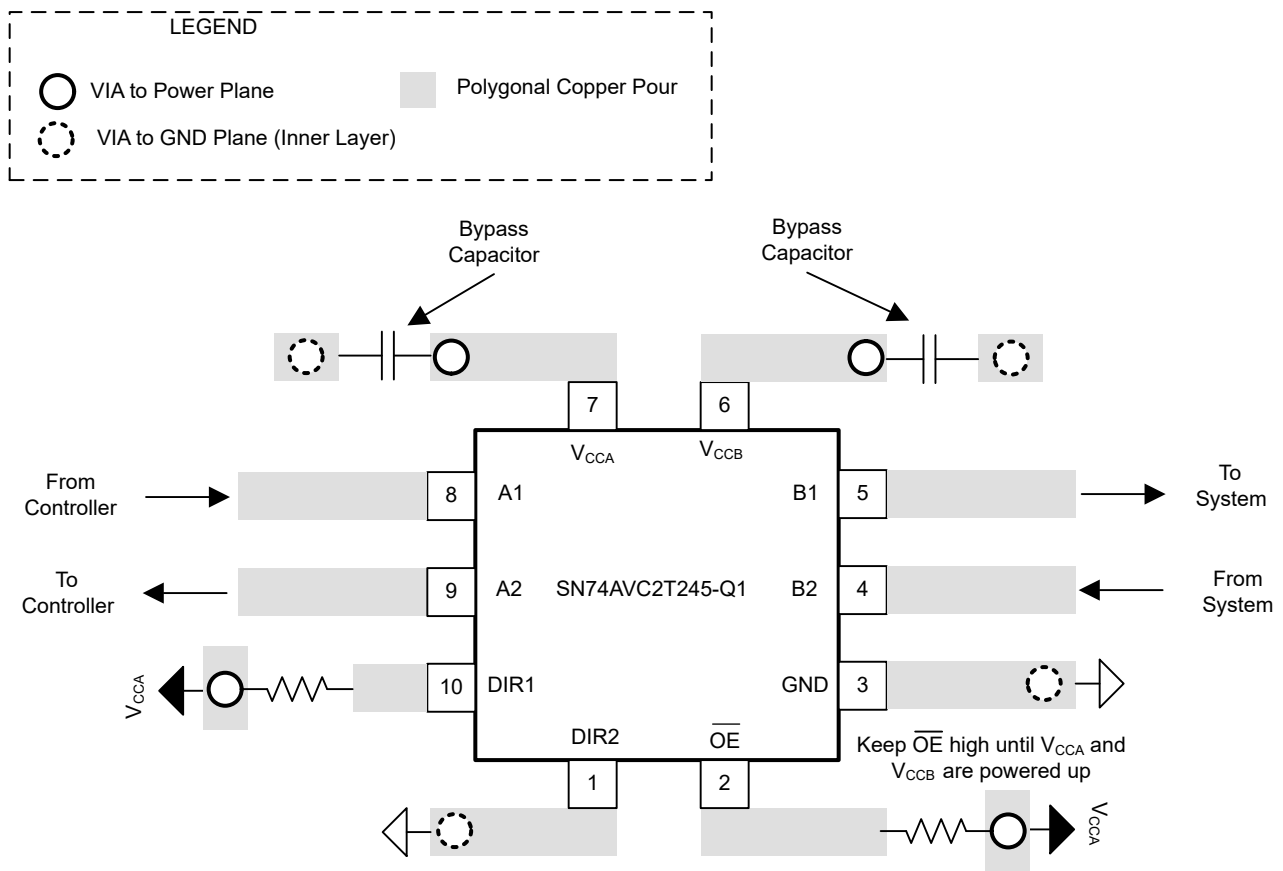 LEGEND
VIA to Power Plane
Polygonal Copper Pour
VIA to GND Plane (Inner Layer)
Bypass
Capacitor
Bypass
Capacitor
7
6
VCCA
VCCB
From
Controller
8
A1
B1
5
To
System
To
Controller
9
A2
SN74AVC2T245-Q1
B2
4
From
System
VCCA
10
DIR1
GND
3
DIR2
OE
Keep OE high until VCCA and
VCCB are powered up
1
2
VCCA